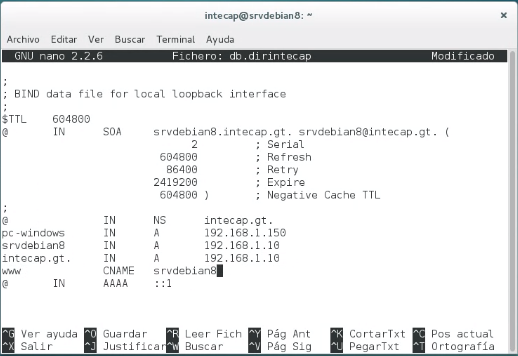 intecap@srvdebian8: ~
Archivo Editar Ver Buscar Terminal Ayuda
GNU nano 2.2.6 Fichero: db.dirintecap Modificado
;
; BIND data file for local loopback interface
;
$TTL 604800
@ IN SOA srvdebian8.intecap.gt. srvdebian8@intecap.gt. (
2 ; Serial
604800 ; Refresh
86400 ; Retry
2419200 ; Expire
604800 ) ; Negative Cache TTL
;
@ IN NS intecap.gt.
pc-windows IN A 192.168.1.150
srvdebian8 IN A 192.168.1.10
intecap.gt. IN A 192.168.1.10
www CNAME srvdebian8
@ IN AAAA ::1
^G Ver ayuda ^O Guardar ^R Leer Fich ^Y Pág Ant ^K CortarTxt ^C Pos actual
^X Salir ^J Justificar ^W Buscar ^V Pág Sig ^U PegarTxt ^T Ortografía